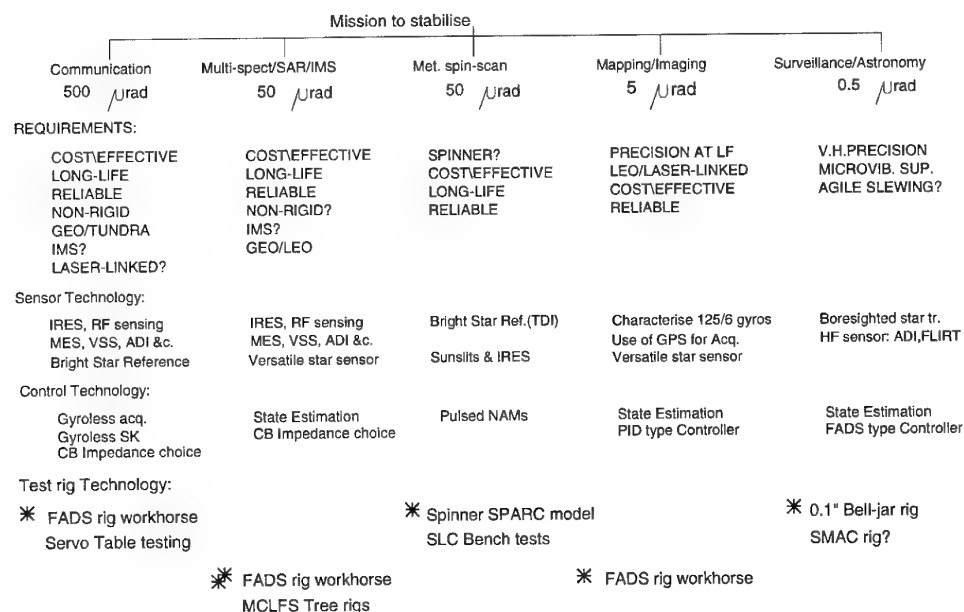 Mission to stabilise
Communication Multi-spect/SAR/IMS Met. spin-scan Mapping/Imaging Surveillance/Astronomy
500 μrad 50 μrad 50 μrad 5 μrad 0.5 μrad
REQUIREMENTS:
COST\EFFECTIVE COST\EFFECTIVE SPINNER? PRECISION AT LF V.H.PRECISION
LONG-LIFE LONG-LIFE COST\EFFECTIVE LEO/LASER-LINKED MICROVIB. SUP.
RELIABLE RELIABLE LONG-LIFE COST\EFFECTIVE AGILE SLEWING?
NON-RIGID NON-RIGID? RELIABLE RELIABLE
GEO/TUNDRA IMS?
IMS? GEO/LEO
LASER-LINKED?
Sensor Technology:
IRES, RF sensing IRES, RF sensing Bright Star Ref.(TDI) Characterise 125/6 gyros Boresighted star tr.
MES, VSS, ADI &c. MES, VSS, ADI &c. Use of GPS for Acq. HF sensor: ADI,FLIRT
Bright Star Reference Versatile star sensor Sunslits & IRES Versatile star sensor
Control Technology:
Gyroless acq. State Estimation Pulsed NAMs State Estimation State Estimation
Gyroless SK CB Impedance choice PID type Controller FADS type Controller
CB Impedance choice
Test rig Technology:
* FADS rig workhorse * Spinner SPARC model * 0.1" Bell-jar rig
Servo Table testing SLC Bench tests SMAC rig?
** FADS rig workhorse * FADS rig workhorse
MCLFS Tree rigs